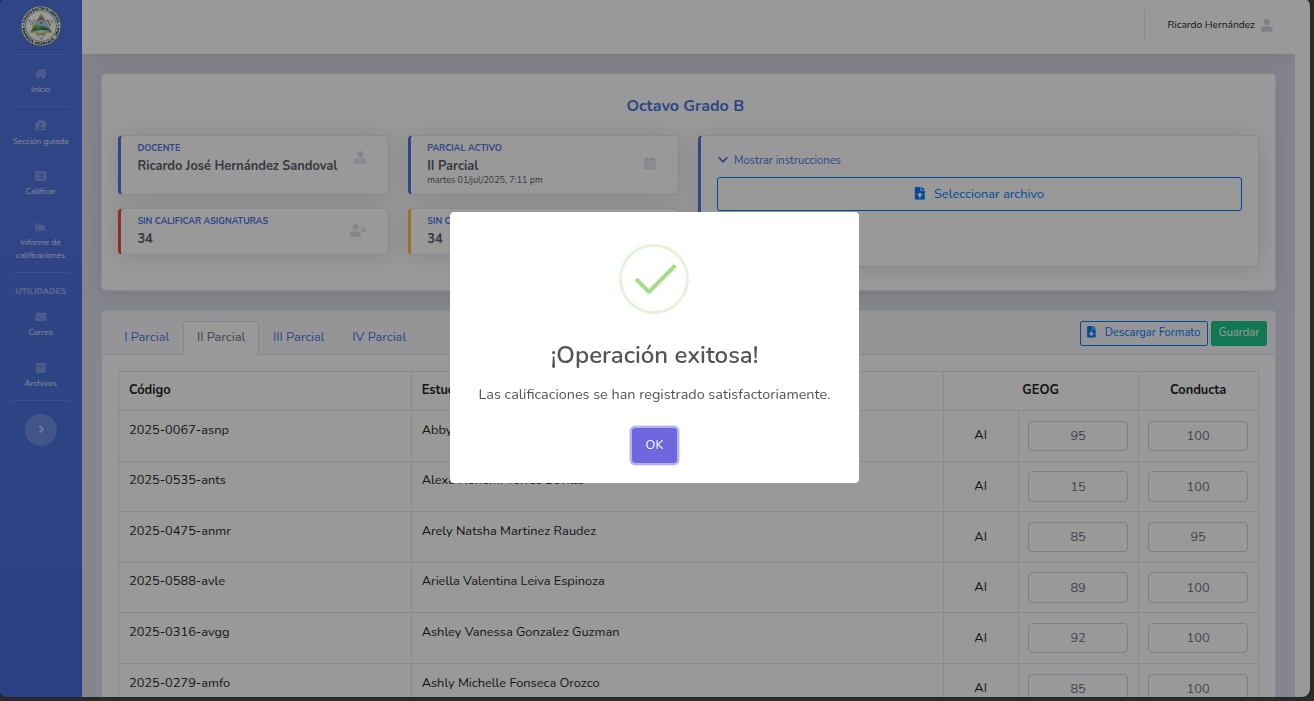 Ricardo Hernández
Inicio
Sección guiada
Calificar
Informe de
calificaciones
UTILIDADES
Correo
Archivos
Octavo Grado B
DOCENTE
Ricardo José Hernández Sandoval
PARCIAL ACTIVO
II Parcial
martes 01/jul/2025, 7:11 pm
Mostrar instrucciones
Seleccionar archivo
SIN CALIFICAR ASIGNATURAS
34
SIN
34
¡Operación exitosa!
Las calificaciones se han registrado satisfactoriamente.
OK
I Parcial II Parcial III Parcial IV Parcial
Descargar Formato Guardar
Código GEOG Conducta
2025-0067-asnp Abby AI 95 100
2025-0535-ants AI 15 100
2025-0475-anmr Arely Natsha Martinez Raudez AI 85 95
2025-0588-avle Ariella Valentina Leiva Espinoza AI 89 100
2025-0316-avgg Ashley Vanessa Gonzalez Guzman AI 92 100
2025-0279-amfo Ashly Michelle Fonseca Orozco AI 85 100